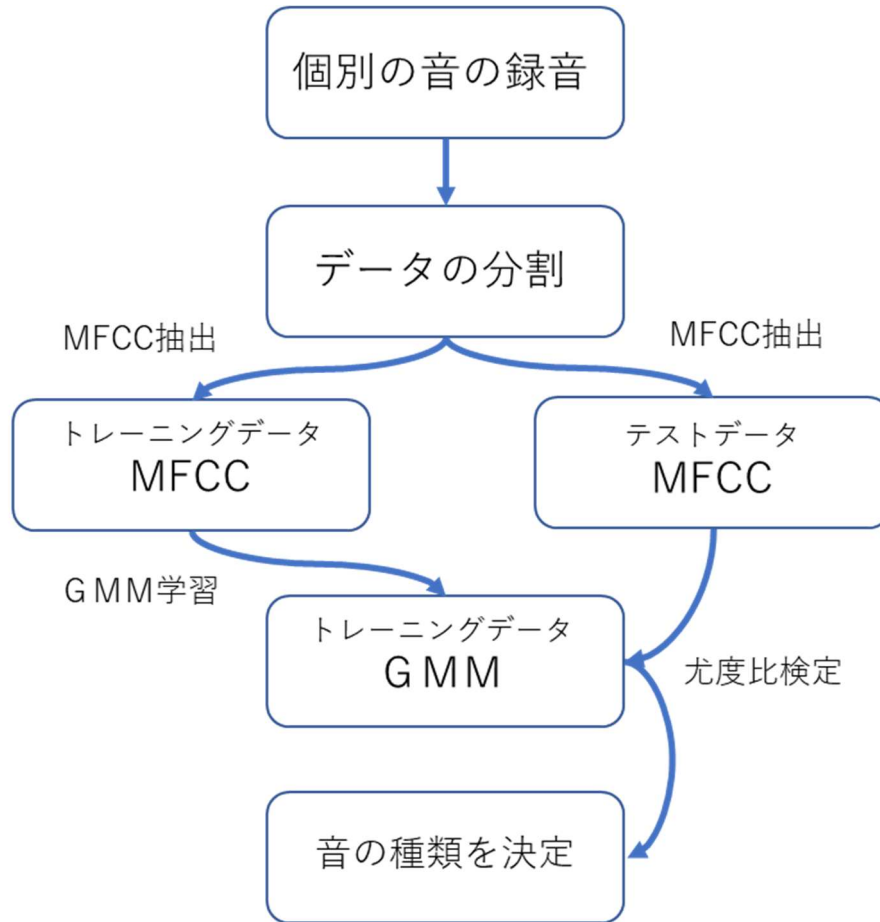 個別の音の録音
データの分割
MFCC抽出
MFCC抽出
トレーニングデータ
MFCC
テストデータ
MFCC
ＧMM学習
トレーニングデータ
ＧMM
尤度比検定
音の種類を決定